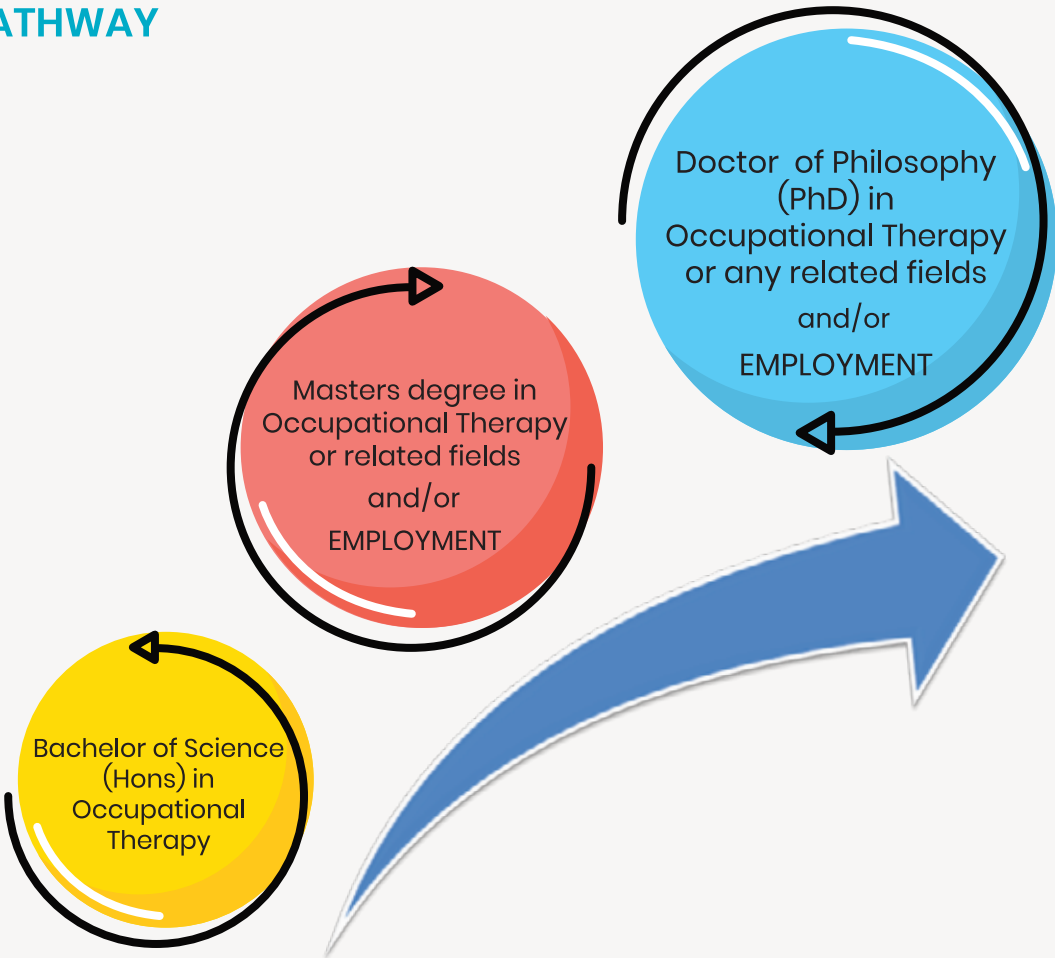 ATHWAY
Doctor of Philosophy
(PhD) in
Occupational Therapy
or any related fields
and/or
EMPLOYMENT
Masters degree in
Occupational Therapy
or related fields
and/or
EMPLOYMENT
Bachelor of Science
(Hons) in
Occupational
Therapy